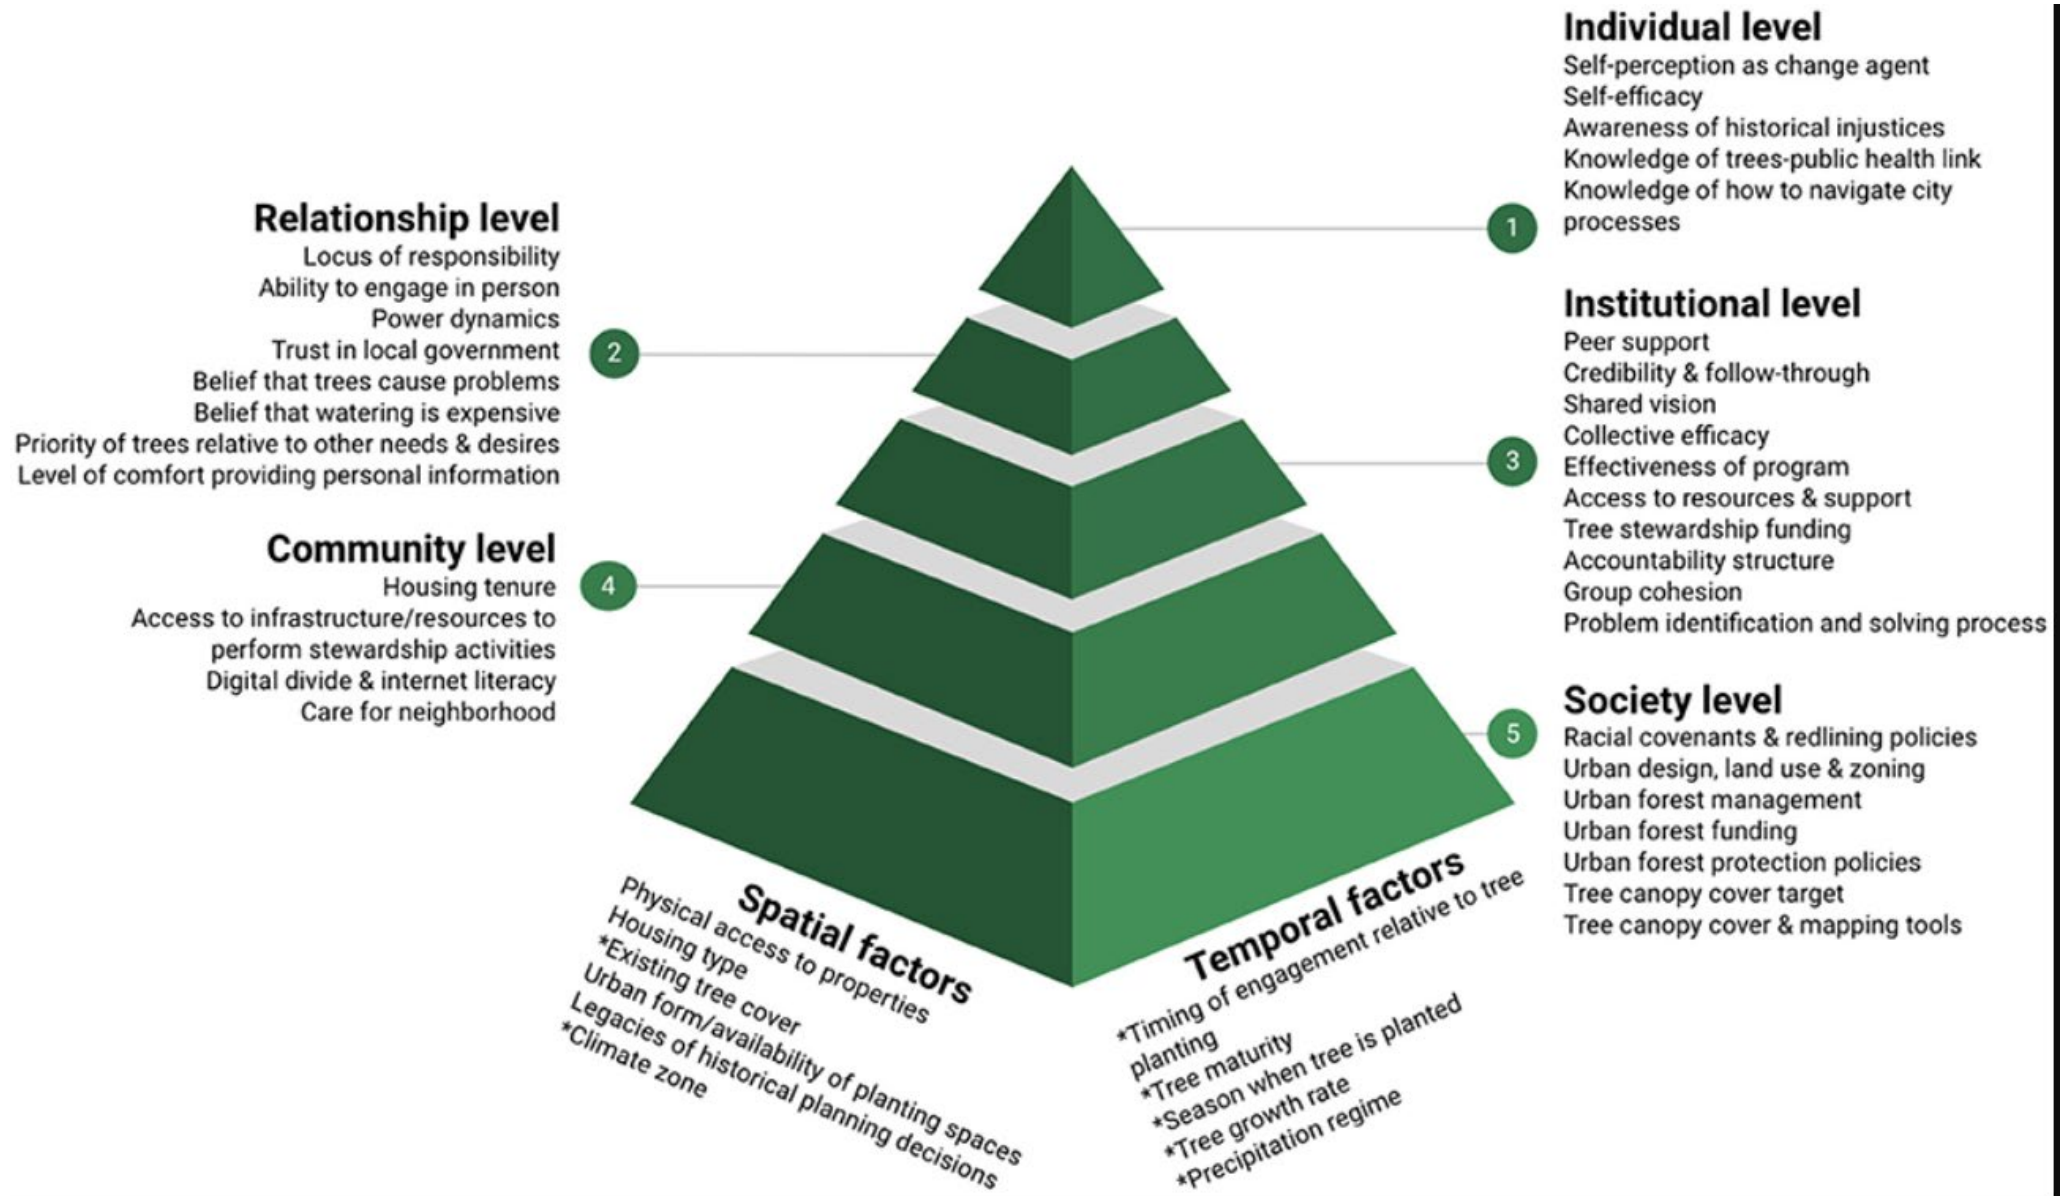 Individual level
Self-perception as change agent
Self-efficacy
Awareness of historical injustices
Knowledge of trees-public health link
Knowledge of how to navigate city
processes
1
Relationship level
Locus of responsibility
Ability to engage in person
Power dynamics
Trust in local government
Belief that trees cause problems
Belief that watering is expensive
Priority of trees relative to other needs & desires
Level of comfort providing personal information
2
Institutional level
Peer support
Credibility & follow-through
Shared vision
Collective efficacy
Effectiveness of program
Access to resources & support
Tree stewardship funding
Accountability structure
Group cohesion
Problem identification and solving process
3
Community level
Housing tenure
Access to infrastructure/resources to
perform stewardship activities
Digital divide & internet literacy
Care for neighborhood
4
Society level
Racial covenants & redlining policies
Urban design, land use & zoning
Urban forest management
Urban forest funding
Urban forest protection policies
Tree canopy cover target
Tree canopy cover & mapping tools
5
Spatial factors
Physical access to properties
Housing type
*Existing tree cover
Urban form/availability of planting spaces
Legacies of historical planning decisions
*Climate zone
Temporal factors
*Timing of engagement relative to tree
planting
*Tree maturity
*Season when tree is planted
*Tree growth rate
*Precipitation regime